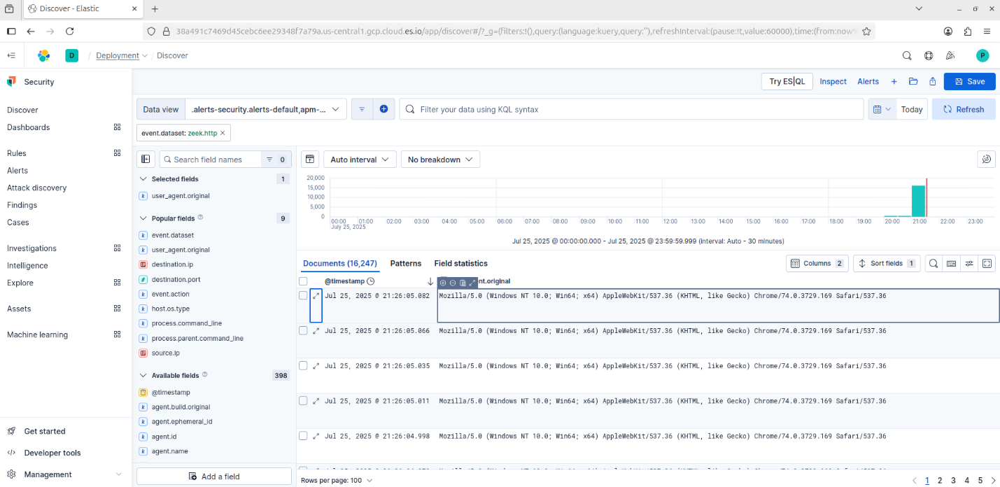 Discover - Elastic
38a491c7469d45cebc6ee29348f7a79a.us-central1.gcp.cloud.es.io/app/discover#/?_g=(filters:!(),query:(language:kuery,query:''),refreshInterval:(pause:!t,value:60000),time:(from:now
D / Deployment / Discover P
Security
Try ES|QL Inspect Alerts Save
Discover
Dashboards
Rules
Alerts
Attack discovery
Findings
Cases
Investigations
Intelligence
Explore
Assets
Machine learning
Get started
Developer tools
Management
Data view .alerts-security.alerts-default,apm-... Filter your data using KQL syntax Today Refresh
event.dataset: zeek.http
Search field names 0
Selected fields 1
user_agent.original
Popular fields 9
event.dataset
user_agent.original
destination.ip
destination.port
event.action
host.os.type
process.command_line
process.parent.command_line
source.ip
Available fields 398
@timestamp
agent.build.original
agent.ephemeral_id
agent.id
agent.name
Add a field
Auto interval No breakdown
20,000
15,000
10,000
5,000
0
00:00 01:00 02:00 03:00 04:00 05:00 06:00 07:00 08:00 09:00 10:00 11:00 12:00 13:00 14:00 15:00 16:00 17:00 18:00 19:00 20:00 21:00 22:00 23:00
July 25, 2025
Jul 25, 2025 @ 00:00:00.000 - Jul 25, 2025 @ 23:59:59.999 (interval: Auto - 30 minutes)
Documents (16,247) Patterns Field statistics Columns 2 Sort fields 1
@timestamp nt.original
Jul 25, 2025 @ 21:26:05.082 Mozilla/5.0 (Windows NT 10.0; Win64; x64) AppleWebKit/537.36 (KHTML, like Gecko) Chrome/74.0.3729.169 Safari/537.36
Jul 25, 2025 @ 21:26:05.066 Mozilla/5.0 (Windows NT 10.0; Win64; x64) AppleWebKit/537.36 (KHTML, like Gecko) Chrome/74.0.3729.169 Safari/537.36
Jul 25, 2025 @ 21:26:05.035 Mozilla/5.0 (Windows NT 10.0; Win64; x64) AppleWebKit/537.36 (KHTML, like Gecko) Chrome/74.0.3729.169 Safari/537.36
Jul 25, 2025 @ 21:26:05.011 Mozilla/5.0 (Windows NT 10.0; Win64; x64) AppleWebKit/537.36 (KHTML, like Gecko) Chrome/74.0.3729.169 Safari/537.36
Jul 25, 2025 @ 21:26:04.998 Mozilla/5.0 (Windows NT 10.0; Win64; x64) AppleWebKit/537.36 (KHTML, like Gecko) Chrome/74.0.3729.169 Safari/537.36
Rows per page: 100 1 2 3 4 5